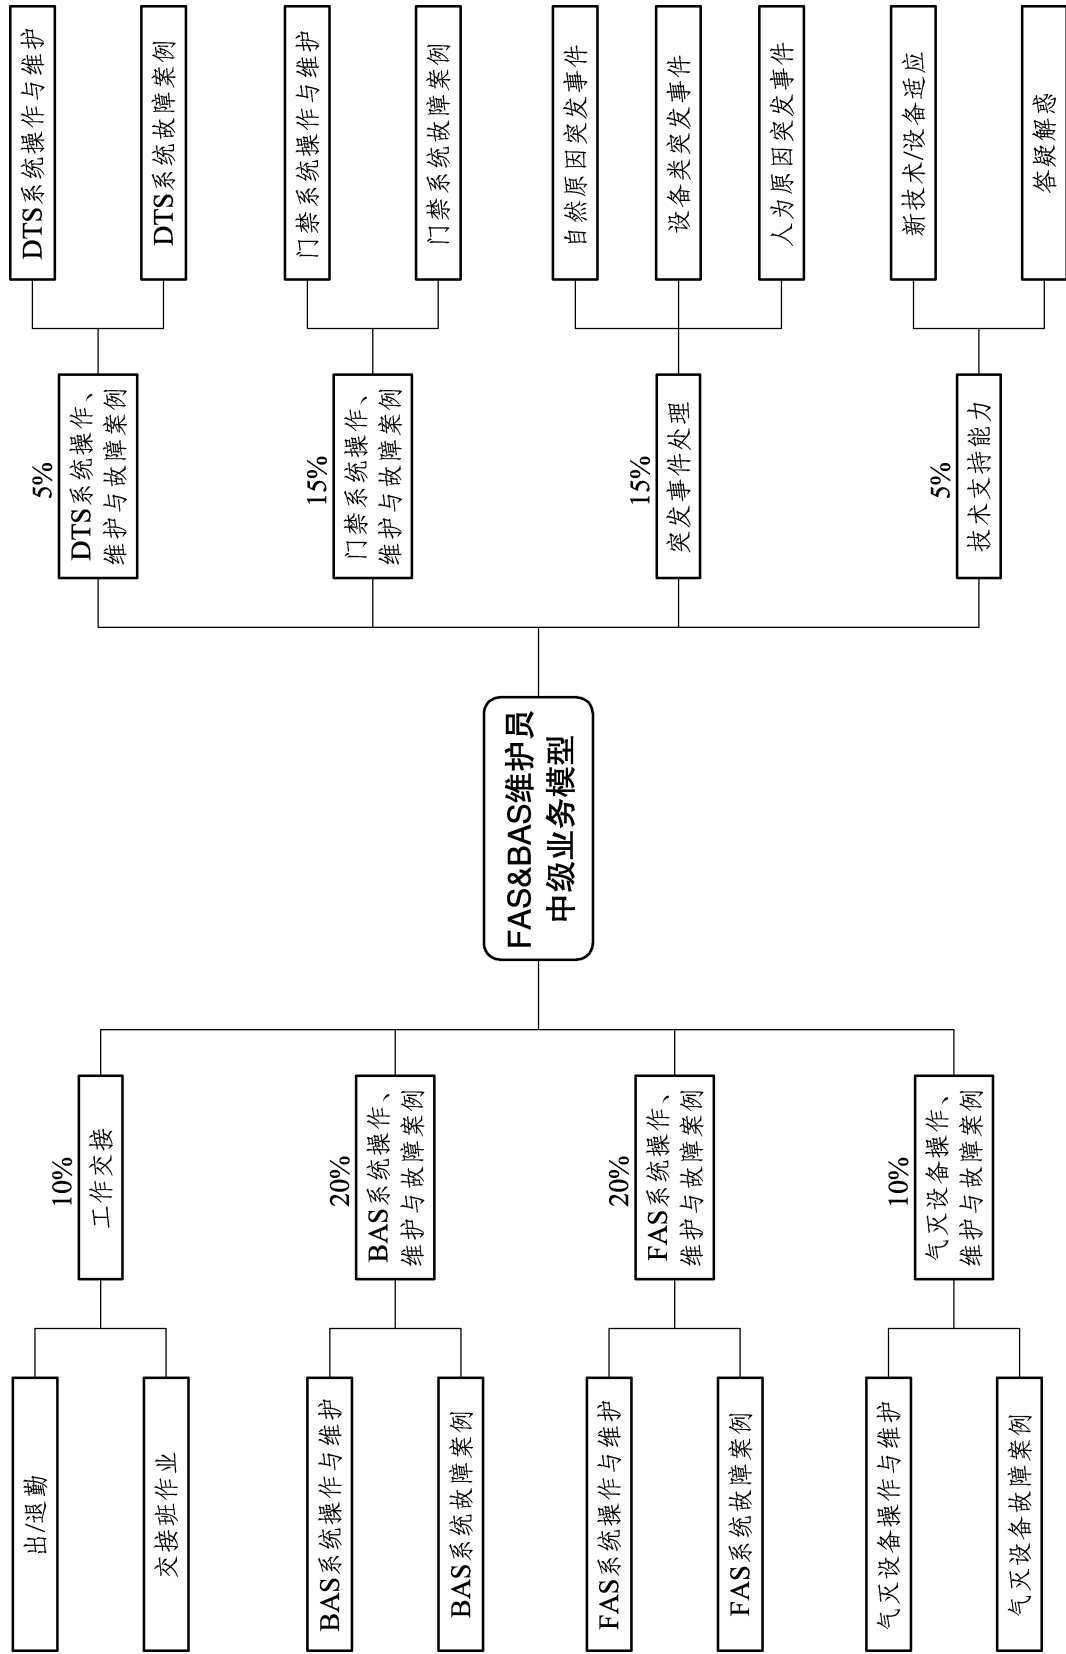 FAS&BAS维护员
中级业务模型
10%
工作交接
出/退勤
交接班作业
20%
BAS系统操作、
维护与故障案例
BAS系统操作与维护
BAS系统故障案例
20%
FAS系统操作、
维护与故障案例
FAS系统操作与维护
FAS系统故障案例
10%
气灭设备操作、
维护与故障案例
气灭设备操作与维护
气灭设备故障案例
5%
DTS系统操作、
维护与故障案例
DTS系统操作与维护
DTS系统故障案例
15%
门禁系统操作、
维护与故障案例
门禁系统操作与维护
门禁系统故障案例
15%
突发事件处理
自然原因突发事件
设备类突发事件
人为原因突发事件
5%
技术支持能力
新技术/设备适应
答疑解惑